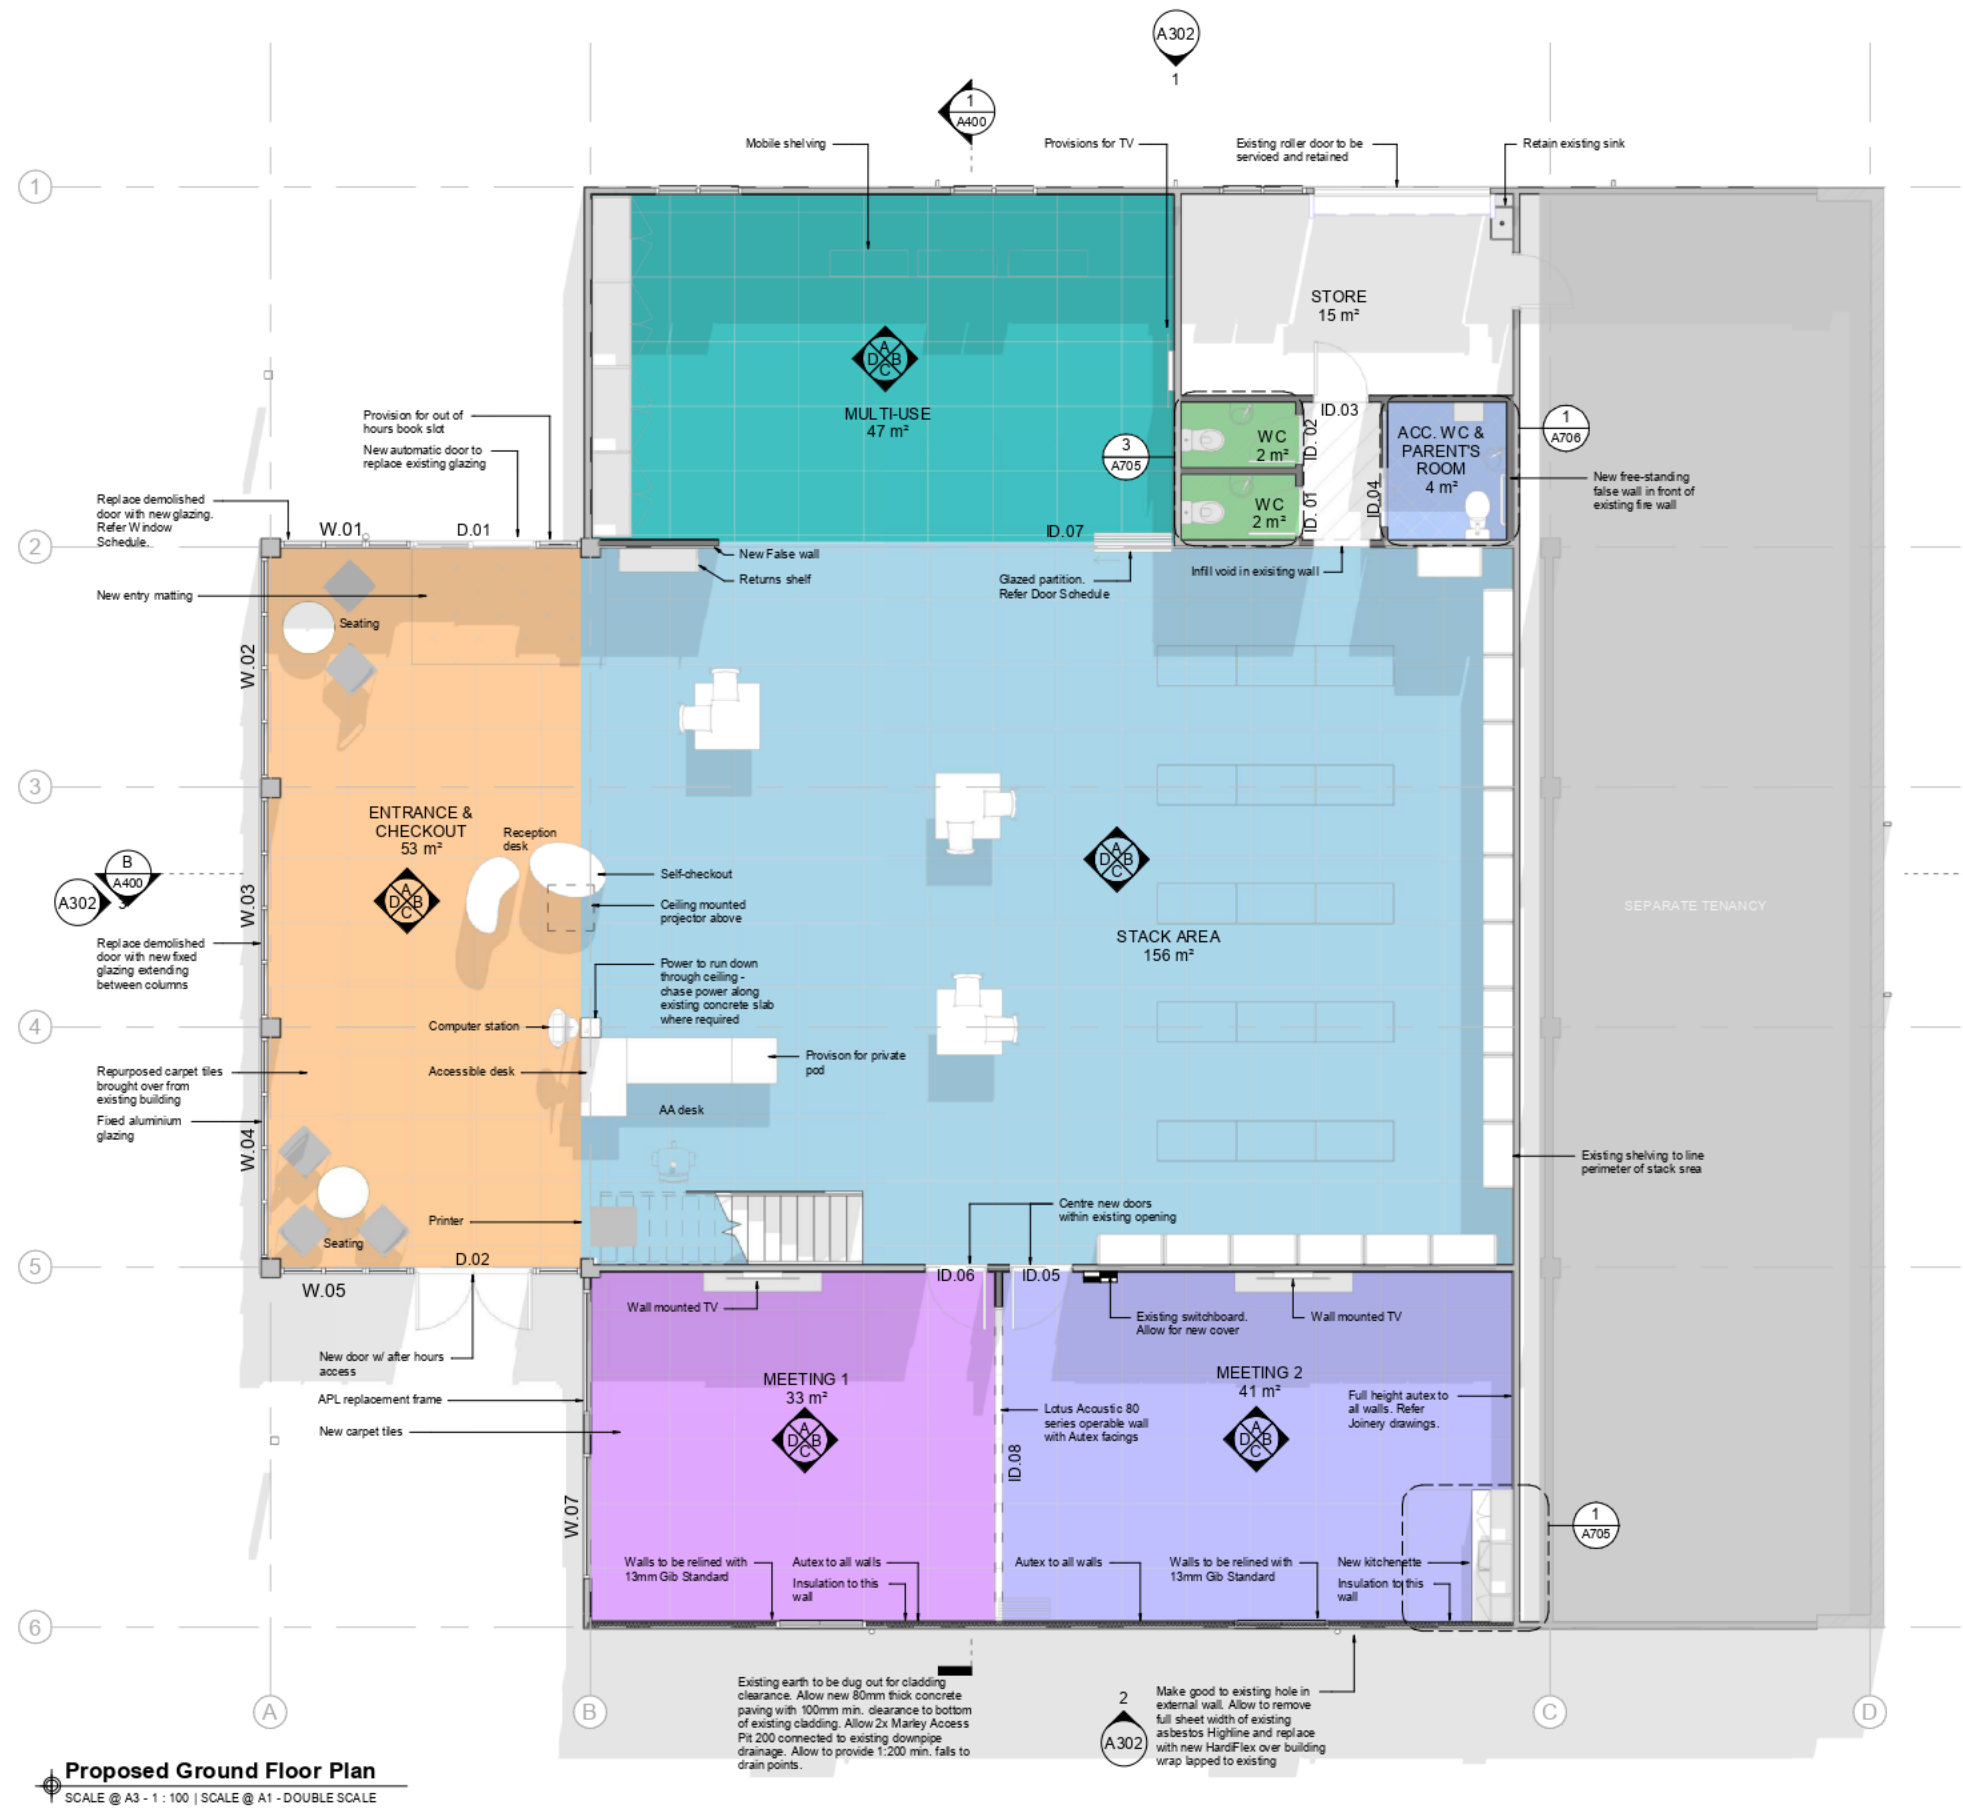 A302
1
1
A400
Mobile shelving
Provisions for TV
Existing roller door to be
serviced and retained
Retain existing sink
1
STORE
15 m²
A
D B
C
MULTI-USE
47 m²
Provision for out of
hours book slot
New automatic door to
replace existing glazing
3
A705
WC
2 m²
ID. 02
ID.03
ACC. WC &
PARENT'S
ROOM
4 m²
1
A706
New free-standing
false wall in front of
existing fire wall
WC
2 m²
ID. 01
ID.04
Replace demolished
door with new glazing.
Refer Window
Schedule.
W.01
D.01
ID.07
2
New False wall
Returns shelf
Glazed partition.
Refer Door Schedule
Infill void in exisiting wall
New entry matting
Seating
W.02
3
ENTRANCE &
CHECKOUT
53 m²
Reception
desk
A
D B
C
Self-checkout
Ceiling mounted
projector above
A
D B
C
B
A400
A302
3
W.03
SEPARATE TENANCY
STACK AREA
156 m²
Replace demolished
door with new fixed
glazing extending
between columns
Power to run down
through ceiling -
chase power along
existing concrete slab
where required
4
Computer station
Provison for private
pod
Repurposed carpet tiles
brought over from
existing building
Accessible desk
AA desk
Fixed aluminium
glazing
W.04
Existing shelving to line
perimeter of stack area
Printer
Centre new doors
within existing opening
Seating
D.02
5
W.05
ID.06
ID.05
Wall mounted TV
Existing switchboard.
Allow for new cover
Wall mounted TV
New door w/ after hours
access
MEETING 1
33 m²
MEETING 2
41 m²
APL replacement frame
New carpet tiles
A
D B
C
Lotus Acoustic 80
series operable wall
with Autex facings
A
D B
C
Full height autex to
all walls. Refer
Joinery drawings.
ID.08
W.07
1
A705
Walls to be relined with
13mm Gib Standard
Autex to all walls
Insulation to this
wall
Autex to all walls
Walls to be relined with
13mm Gib Standard
New kitchenette
Insulation to this
wall
6
Existing earth to be dug out for cladding
clearance. Allow new 80mm thick concrete
paving with 100mm min. clearance to bottom
of existing cladding. Allow 2x Marley Access
Pit 200 connected to existing downpipe
drainage. Allow to provide 1:200 min. falls to
drain points.
2
A302
Make good to existing hole in
external wall. Allow to remove
full sheet width of existing
asbestos Highline and replace
with new HardiFlex over building
wrap lapped to existing
A
B
C
D
Proposed Ground Floor Plan
SCALE @ A3 - 1 : 100 | SCALE @ A1 - DOUBLE SCALE